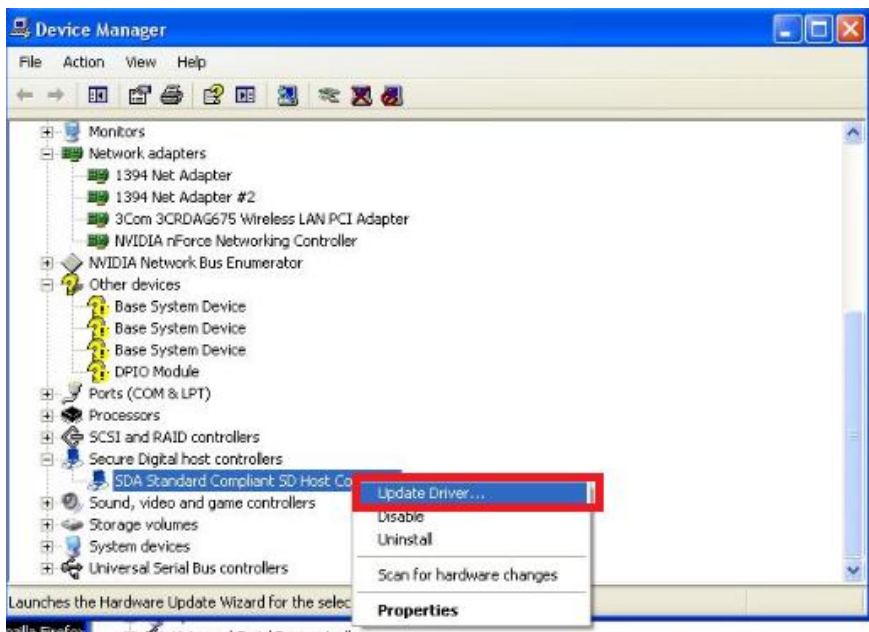 Device Manager
File Action View Help
Monitors
Network adapters
1394 Net Adapter
1394 Net Adapter #2
3Com 3CRDAG675 Wireless LAN PCI Adapter
NVIDIA nForce Networking Controller
NVIDIA Network Bus Enumerator
Other devices
Base System Device
Base System Device
Base System Device
DPIO Module
Ports (COM & LPT)
Processors
SCSI and RAID controllers
Secure Digital host controllers
SDA Standard Compliant SD Host Co
Update Driver...
Disable
Uninstall
Scan for hardware changes
Properties
Sound, video and game controllers
Storage volumes
System devices
Universal Serial Bus controllers
Launches the Hardware Update Wizard for the selec